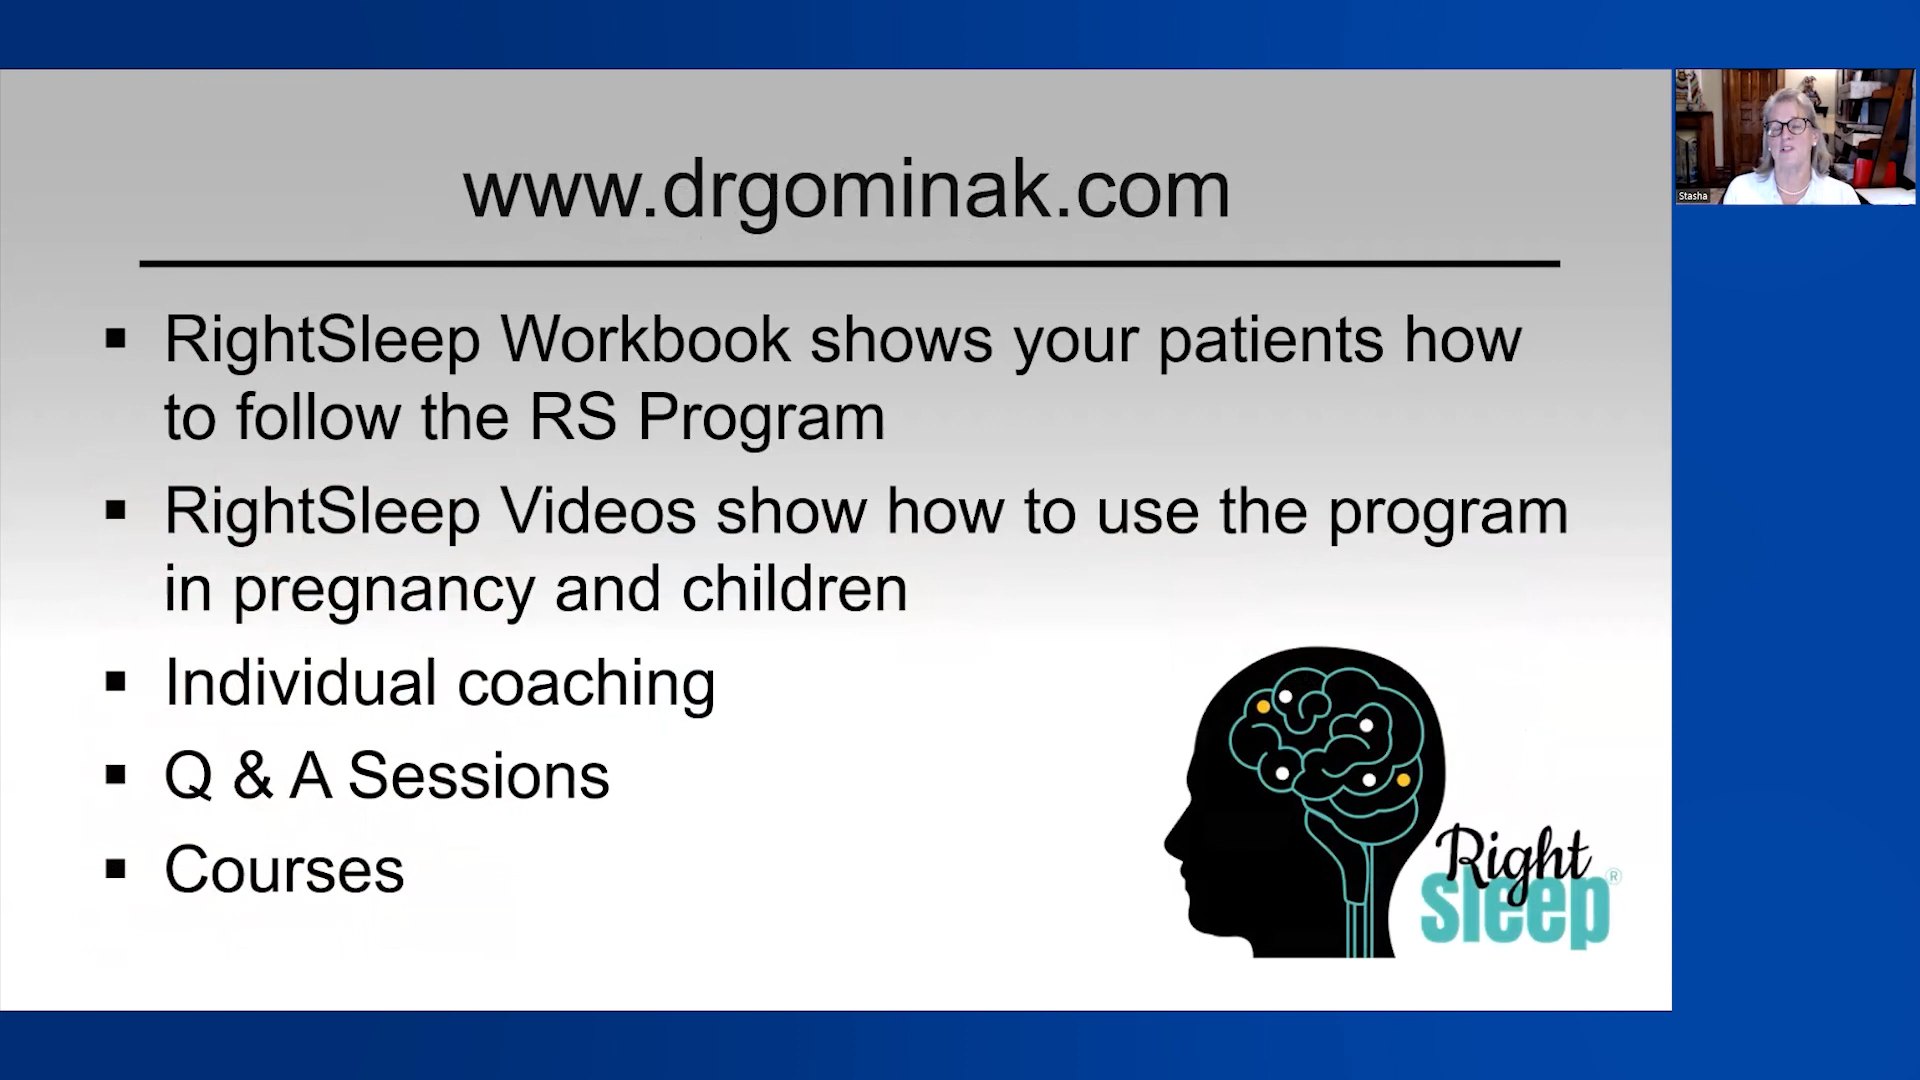 www.drgominak.com
▪ RightSleep Workbook shows your patients how
to follow the RS Program
▪ RightSleep Videos show how to use the program
in pregnancy and children
▪ Individual coaching
▪ Q & A Sessions
▪ Courses
Right
sleep®
Stasha